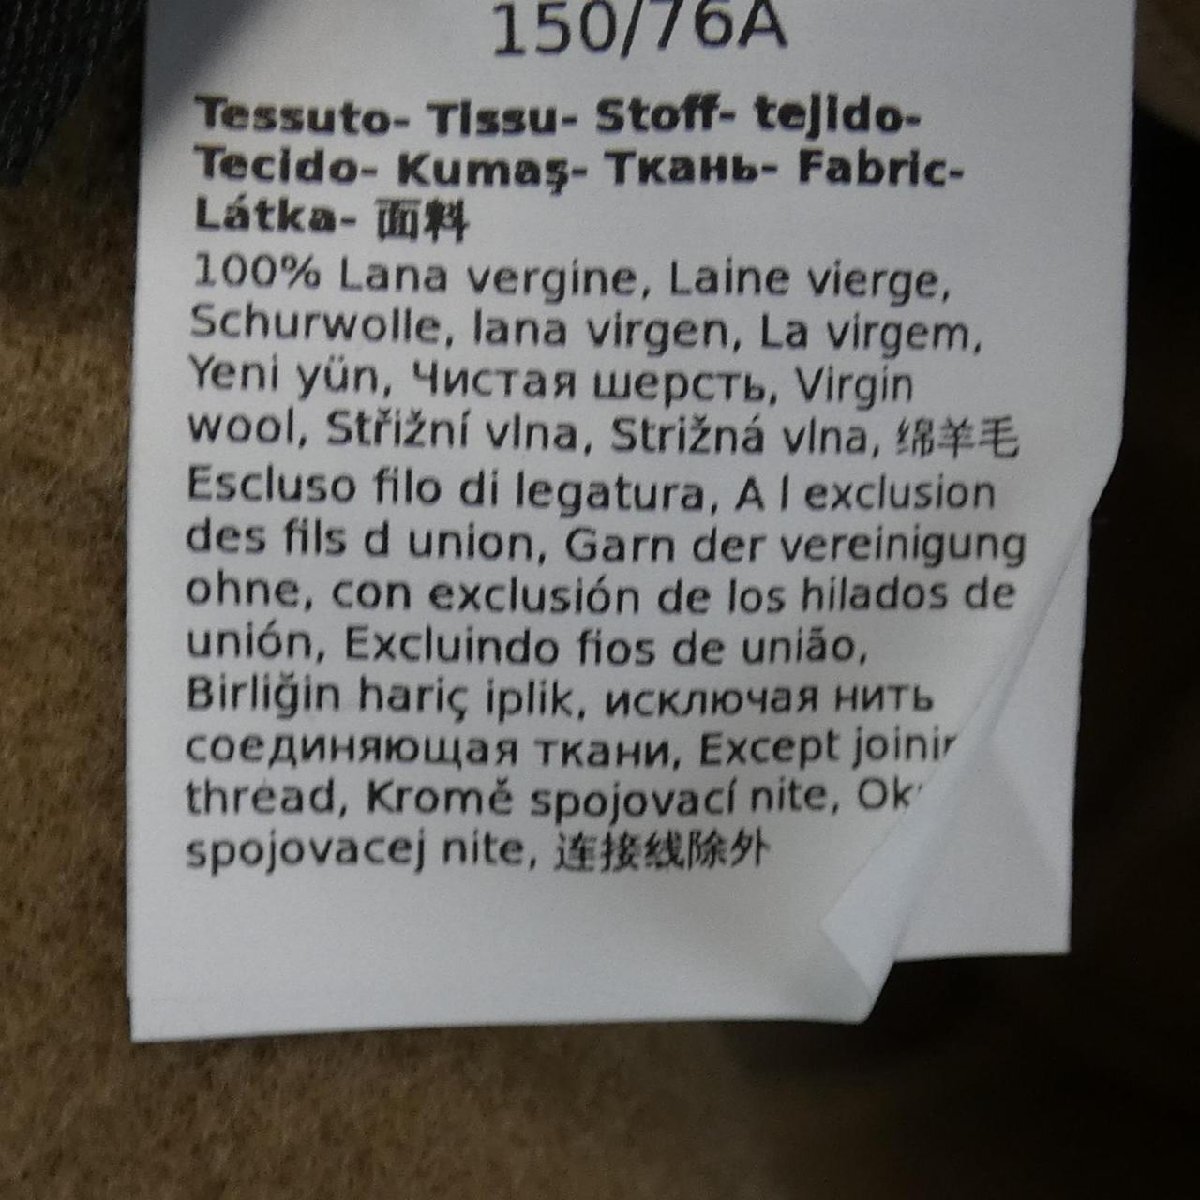 150/76A
Tessuto- Tissu- Stoff- tejido-
Tecido- Kumaş- Ткань- Fabric-
Látka- 面料
100% Lana vergine, Laine vierge,
Schurwolle, lana virgen, La virgem,
Yeni yün, Чистая шерсть, Virgin
wool, Střižní vlna, Strižná vlna, 绵羊毛
Escluso filo di legatura, A l exclusion
des fils d union, Garn der vereinigung
ohne, con exclusión de los hilados de
unión, Excluindo fios de união,
Birliğin hariç iplik, исключая нить
соединяющая ткани, Except
thread, Kromě spojovací nite,
spojovacej nite, 连接线除外